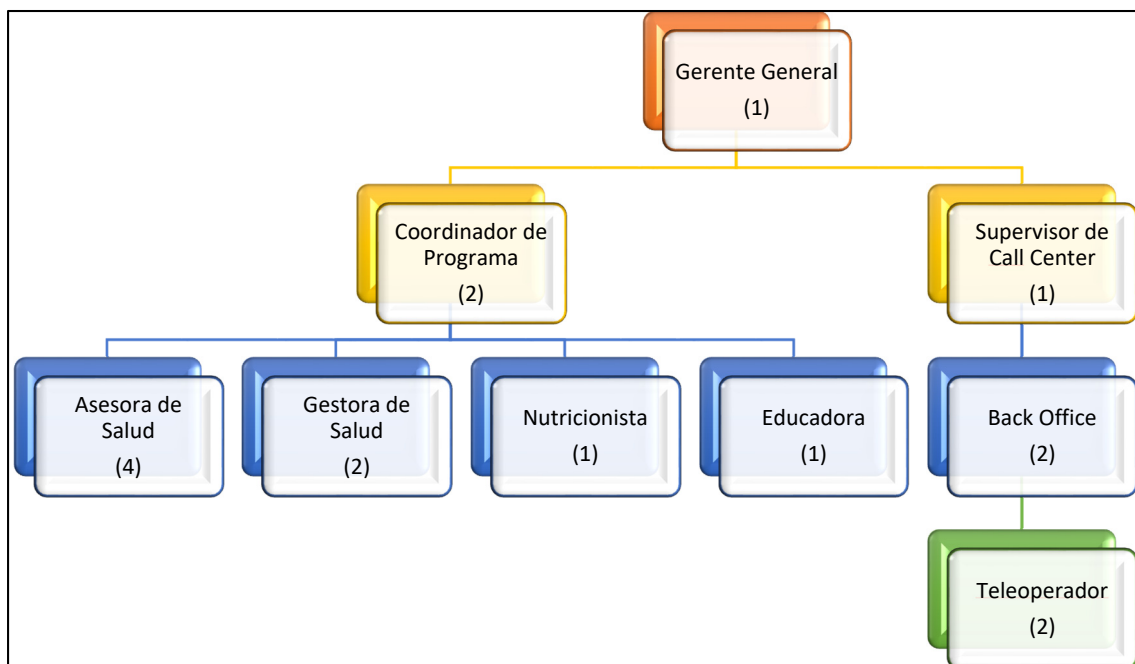 Gerente General
(1)
Coordinador de
Programa
(2)
Supervisor de
Call Center
(1)
Asesora de
Salud
(4)
Gestora de
Salud
(2)
Nutricionista
(1)
Educadora
(1)
Back Office
(2)
Teleoperador
(2)